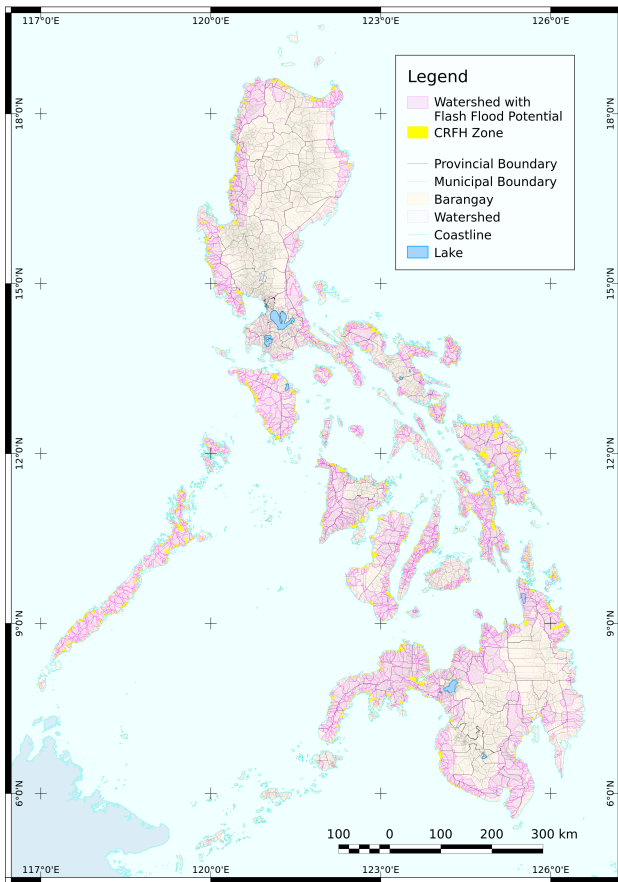 117°0'E 120°0'E 123°0'E 126°0'E
18°0'N 18°0'N
Legend
Watershed with
Flash Flood Potential
CRFH Zone
Provincial Boundary
Municipal Boundary
Barangay
Watershed
Coastline
Lake
15°0'N 15°0'N
12°0'N 12°0'N
9°0'N 9°0'N
6°0'N 6°0'N
100 0 100 200 300 km
117°0'E 120°0'E 123°0'E 126°0'E